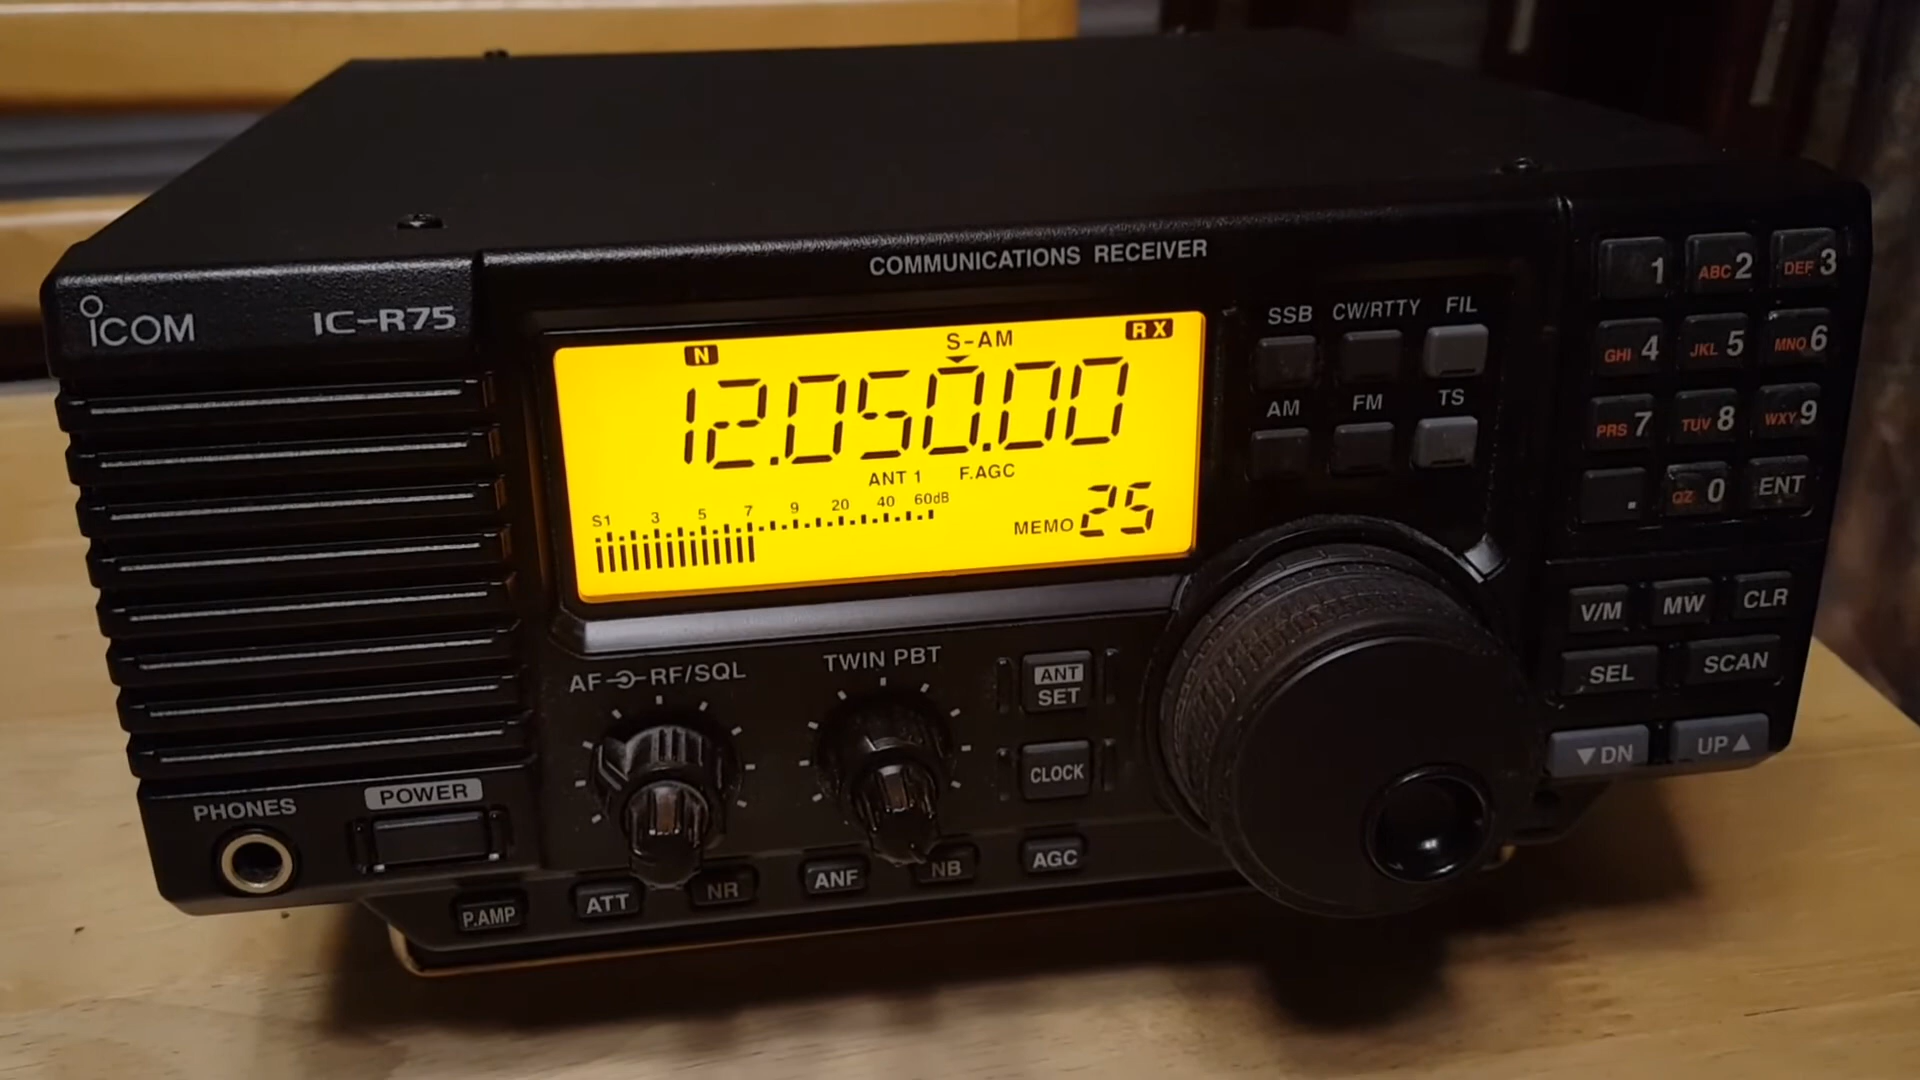 COMMUNICATIONS RECEIVER
ICOM IC-R75
N S-AM RX
12.050.00
ANT 1 F.AGC
S1 3 5 7 9 20 40 60dB
MEMO 25
SSB CW/RTTY FIL
AM FM TS
1 ABC 2 DEF 3
GHI 4 JKL 5 MNO 6
PRS 7 TUV 8 WXY 9
. QZ 0 ENT
V/M MW CLR
SEL SCAN
▼DN UP▲
AF RF/SQL
TWIN PBT
ANT
SET
CLOCK
PHONES
POWER
P.AMP ATT NR ANF NB AGC